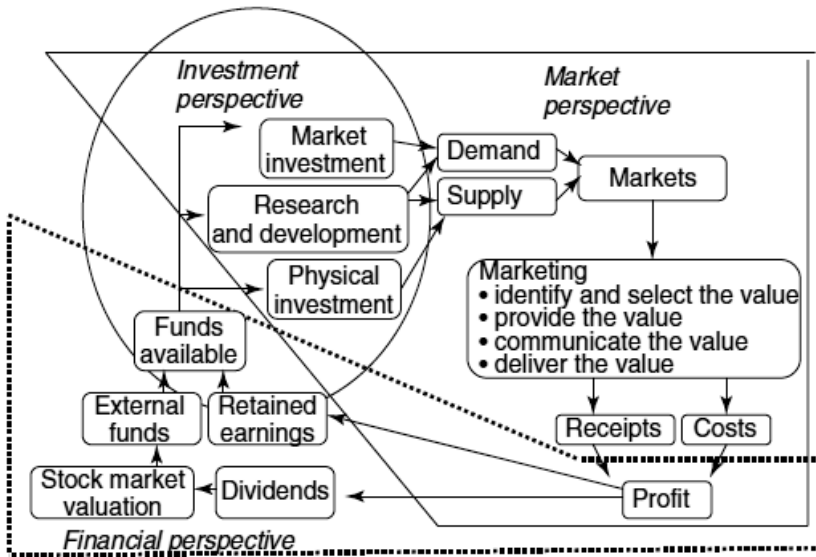 Investment
perspective
Market
perspective
Market
investment
Demand
Supply
Markets
Research
and development
Physical
investment
Marketing
• identify and select the value
• provide the value
• communicate the value
• deliver the value
Funds
available
External
funds
Retained
earnings
Receipts
Costs
Stock market
valuation
Dividends
Profit
Financial perspective